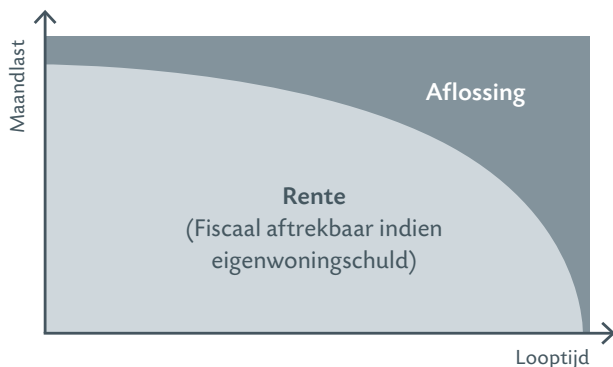 Maandlast
Aflossing
Rente
(Fiscaal aftrekbaar indien
eigenwoningschuld)
Looptijd